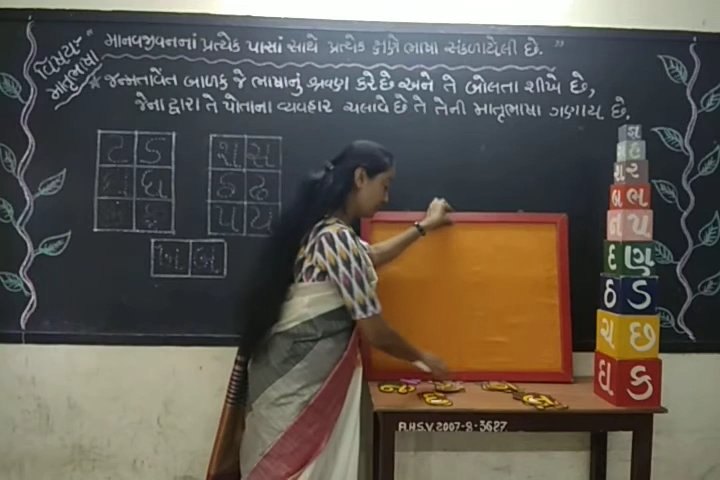 વિષય:-
માતૃભાષા
માનવજીવનનાં પ્રત્યેક પાસાં સાથે પ્રત્યેક ક્ષણે ભાષા સંકળાયેલી છે. "
* જન્મતાવેંત બાળક જે ભાષાનું શ્રવણ કરે છે અને તે બોલતા શીખે છે,
જેના દ્વારા તે પોતાના વ્યવહાર ચલાવે છે તે તેની માતૃભાષા ગણાય છે.
ટ ડ
ઘ
શ સ
ઠ ઢ
પ ય
ર
બ ભ
ન પ
દ ણ
ઠ ડ
ચ છ
ઘ ક
A.H.S.V. 2007-8-3627